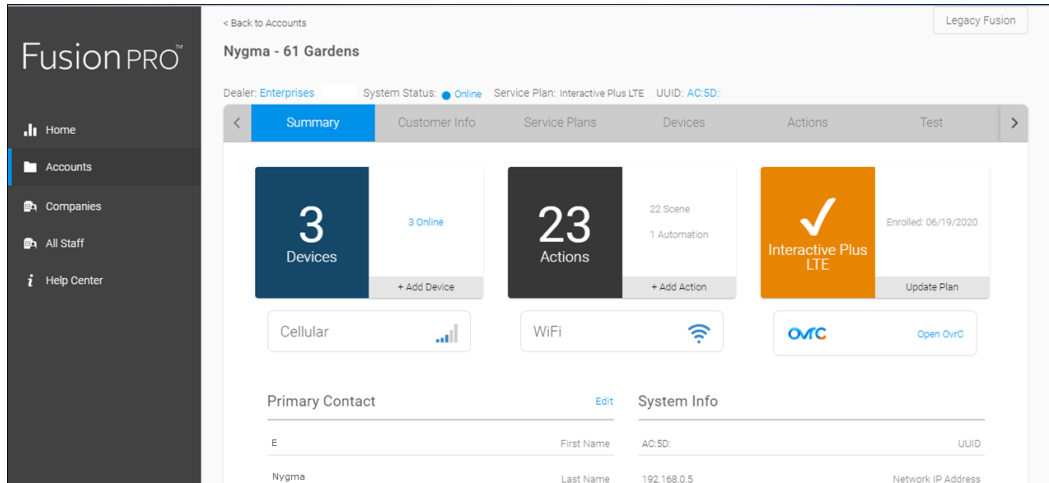 Fusion PRO™
Home
Accounts
Companies
All Staff
i Help Center
< Back to Accounts
Legacy Fusion
Nygma - 61 Gardens
Dealer: Enterprises System Status: Online Service Plan: Interactive Plus LTE UUID: AC:5D:
< Summary Customer Info Service Plans Devices Actions Test >
3
Devices
3 Online
+ Add Device
23
Actions
22 Scene
1 Automation
+ Add Action
Interactive Plus
LTE
Enrolled: 06/19/2020
Update Plan
Cellular
WiFi
OvrC
Open OvrC
Primary Contact Edit
E First Name
Nygma Last Name
System Info
AC:5D: UUID
192.168.0.5 Network IP Address